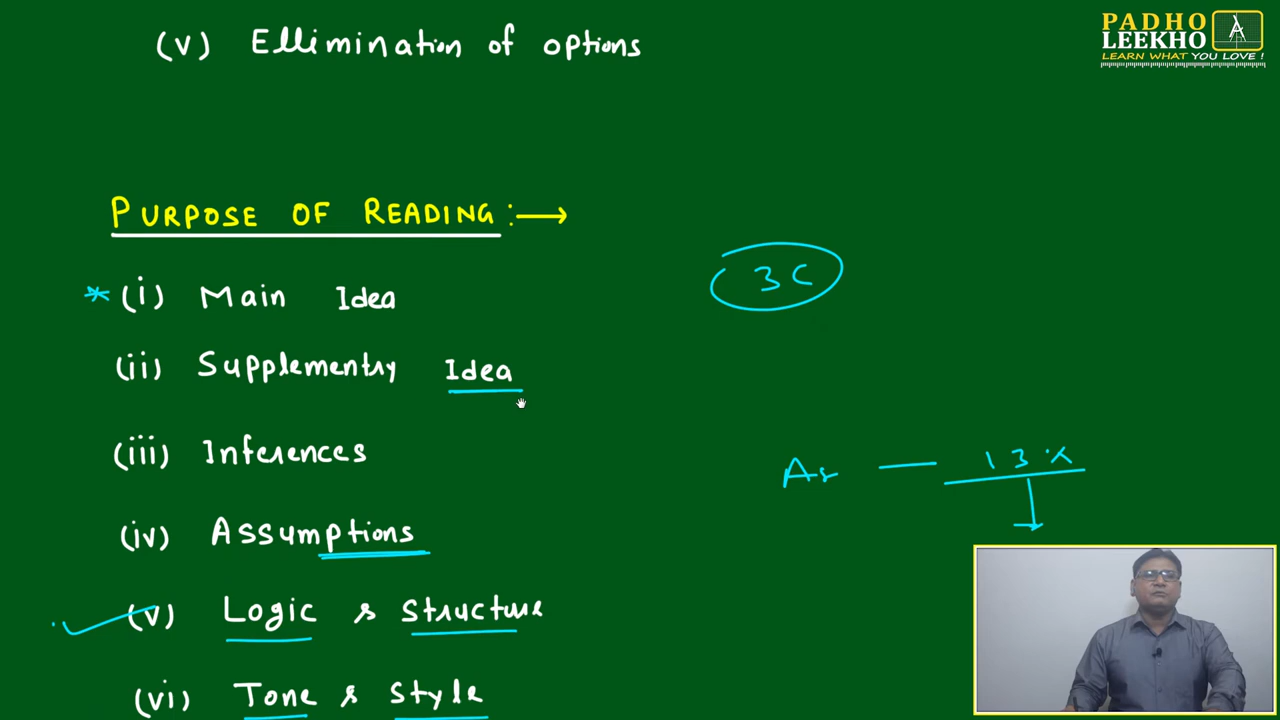 (V) Ellimination of options
PADHO
LEEKHO
LEARN WHAT YOU LOVE !
PURPOSE OF READING :→
* (i) Main Idea
3C
(ii) Supplementry Idea
(iii) Inferences
As — 13 %
(iv) Assumptions
(v) Logic & Structure
(vi) Tone & Style